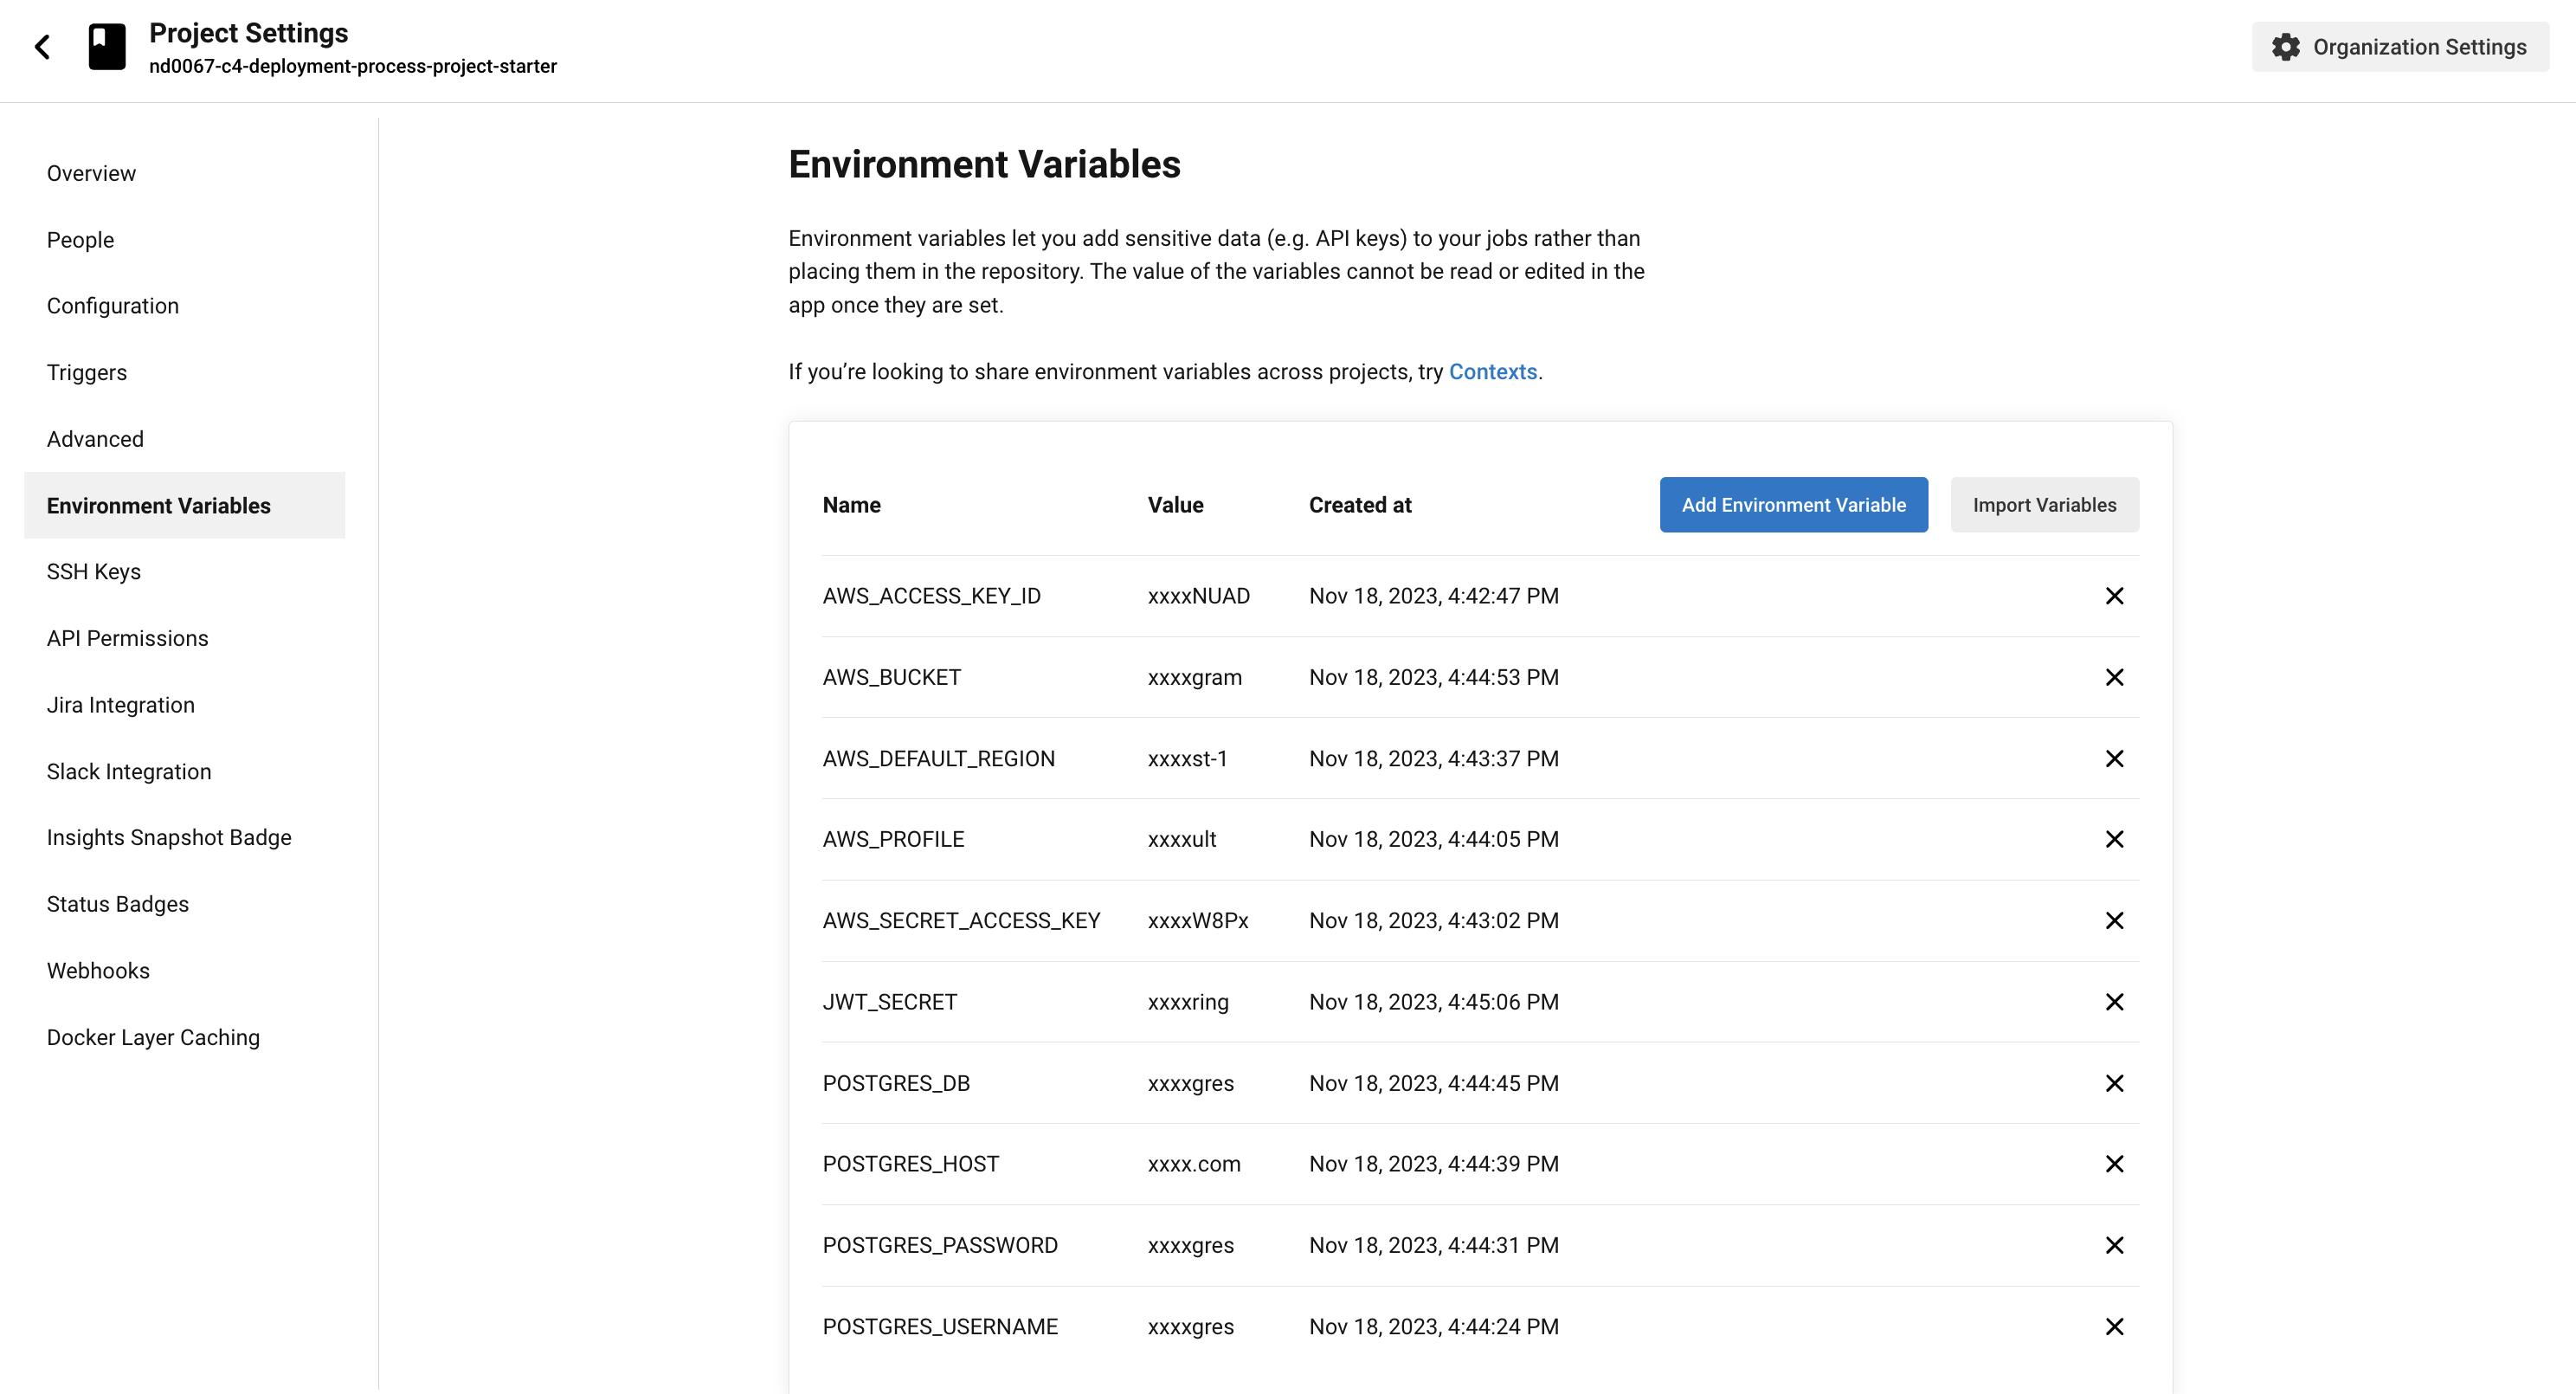 Project Settings
nd0067-c4-deployment-process-project-starter
Organization Settings
Overview
People
Configuration
Triggers
Advanced
Environment Variables
SSH Keys
API Permissions
Jira Integration
Slack Integration
Insights Snapshot Badge
Status Badges
Webhooks
Docker Layer Caching
Environment Variables
Environment variables let you add sensitive data (e.g. API keys) to your jobs rather than
placing them in the repository. The value of the variables cannot be read or edited in the
app once they are set.
If you’re looking to share environment variables across projects, try Contexts.
Name Value Created at Add Environment Variable Import Variables
AWS_ACCESS_KEY_ID xxxxNUAD Nov 18, 2023, 4:42:47 PM
AWS_BUCKET xxxxgram Nov 18, 2023, 4:44:53 PM
AWS_DEFAULT_REGION xxxxst-1 Nov 18, 2023, 4:43:37 PM
AWS_PROFILE xxxxult Nov 18, 2023, 4:44:05 PM
AWS_SECRET_ACCESS_KEY xxxxW8Px Nov 18, 2023, 4:43:02 PM
JWT_SECRET xxxxring Nov 18, 2023, 4:45:06 PM
POSTGRES_DB xxxxgres Nov 18, 2023, 4:44:45 PM
POSTGRES_HOST xxxx.com Nov 18, 2023, 4:44:39 PM
POSTGRES_PASSWORD xxxxgres Nov 18, 2023, 4:44:31 PM
POSTGRES_USERNAME xxxxgres Nov 18, 2023, 4:44:24 PM